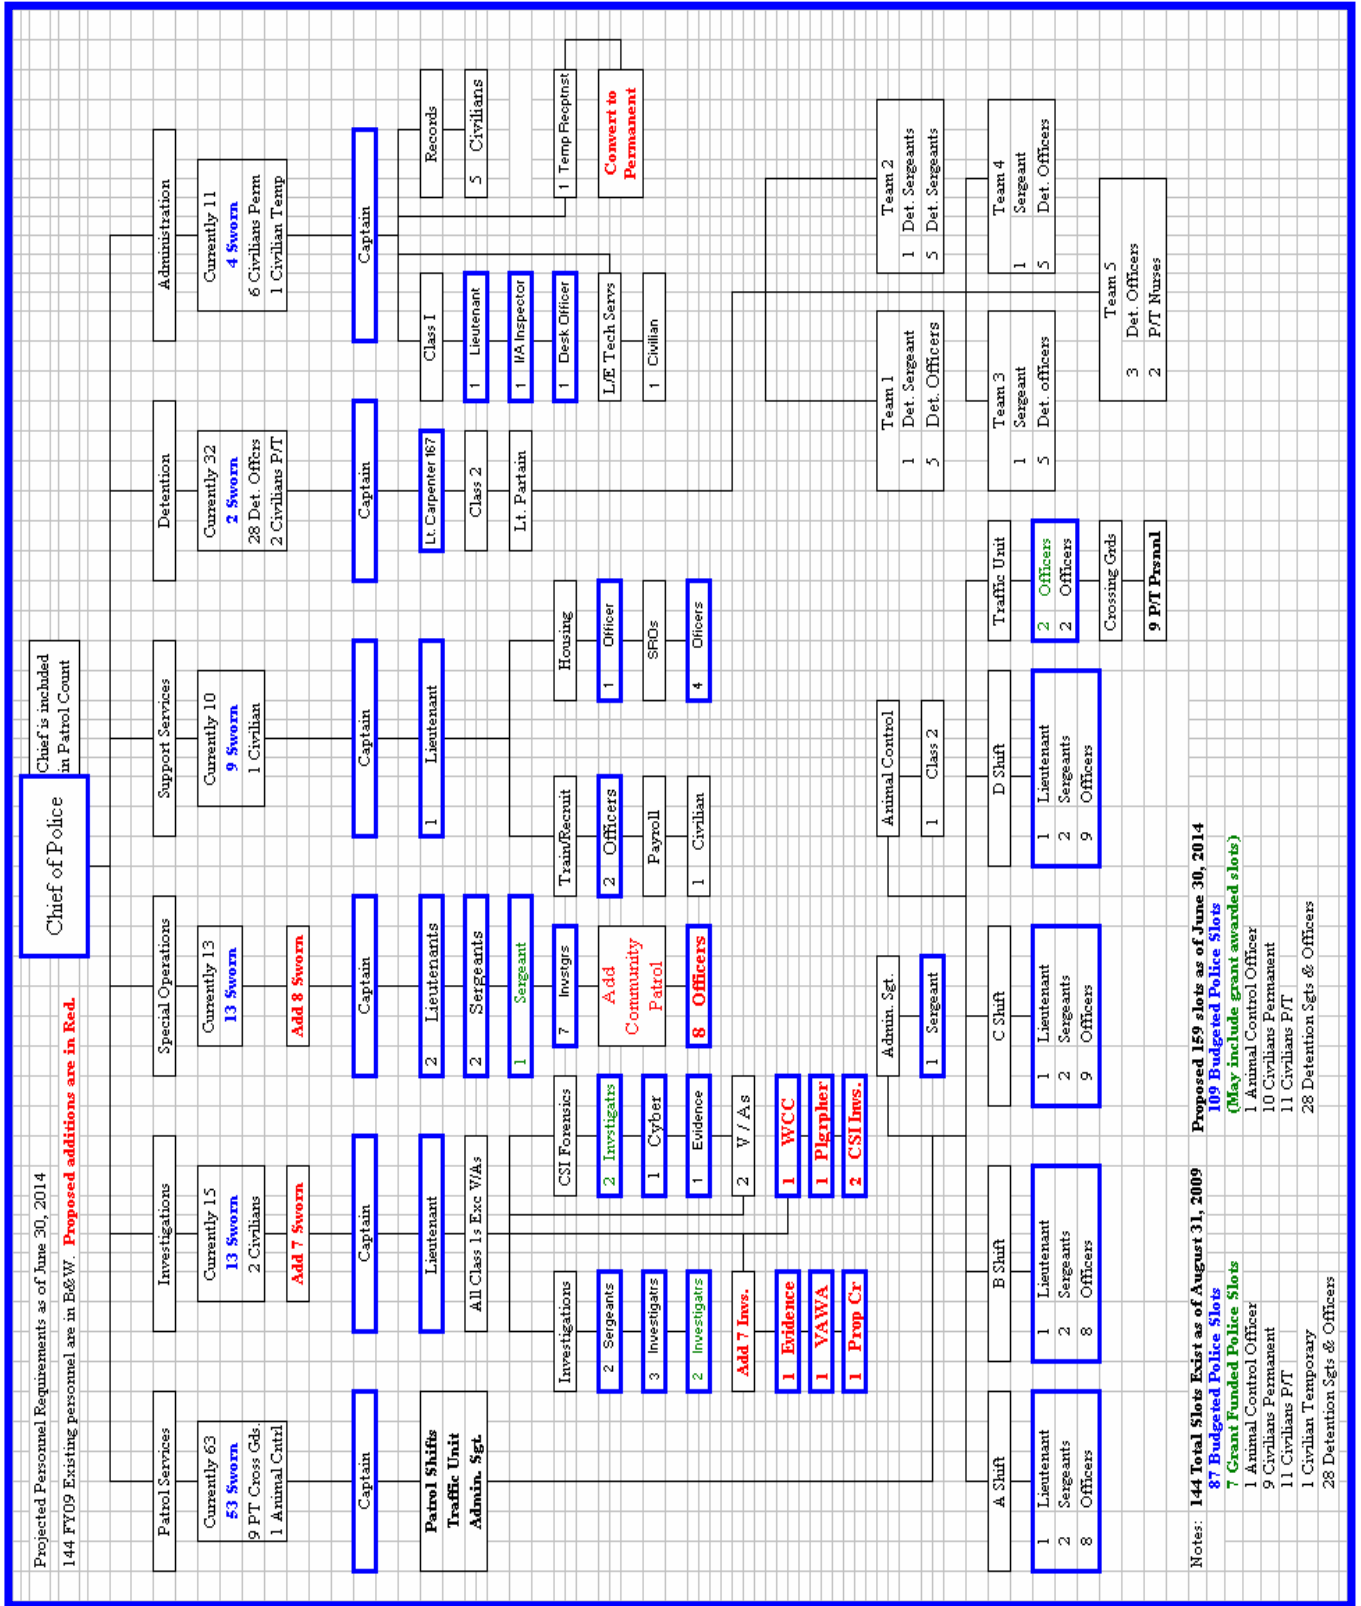 Projected Personnel Requirements as of June 30, 2014
144 FY09 Existing personnel are in B&W. Proposed additions are in Red.
Chief of Police
Chief is included
in Patrol Count
Patrol Services
Currently 63
53 Sworn
9 PT Cross Gds.
1 Animal Cntrl
Captain
Patrol Shifts
Traffic Unit
Admin. Sgt.
Investigations
Currently 15
13 Sworn
2 Civilians
Add 7 Sworn
Captain
Lieutenant
All Class 1s Exc V/As
Investigations
2 Sergeants
3 Investigatrs
2 Investigatrs
Add 7 Invs.
1 Evidence
1 VAWA
1 Prop Cr
CSI Forensics
2 Invstigatrs
1 Cyber
1 Evidence
2 V / As
1 WCC
1 Plgrpher
2 CSI Invs.
Special Operations
Currently 13
13 Sworn
Add 8 Sworn
Captain
2 Lieutenants
2 Sergeants
1 Sergeant
7 Invstgrs
Add
Community
Patrol
8 Officers
Support Services
Currently 10
9 Sworn
1 Civilian
Captain
1 Lieutenant
Train/Recruit
2 Officers
Payroll
1 Civilian
Housing
1 Officer
SROs
4 Oficers
Detention
Currently 32
2 Sworn
28 Det. Offcrs
2 Civilians P/T
Captain
Lt. Carpenter 167
Class 2
Lt. Partain
Administration
Currently 11
4 Sworn
6 Civilians Perm
1 Civilian Temp
Captain
Class I
1 Lieutenant
1 I/A Inspector
1 Desk Officer
L/E Tech Servs
1 Civilian
Records
5 Civilians
1 Temp Recptnst
Convert to
Permanent
Admin. Sgt.
1 Sergeant
Animal Control
1 Class 2
Team 1
1 Det. Sergeant
5 Det. Officers
Team 2
1 Det. Sergeants
5 Det. Sergeants
Team 3
1 Sergeant
5 Det. officers
Team 4
1 Sergeant
5 Det. Officers
Team 5
3 Det. Officers
2 P/T Nurses
A Shift
1 Lieutenant
2 Sergeants
8 Officers
B Shift
1 Lieutenant
2 Sergeants
8 Officers
C Shift
1 Lieutenant
2 Sergeants
9 Officers
D Shift
1 Lieutenant
2 Sergeants
9 Officers
Traffic Unit
2 Officers
2 Officers
Crossing Grds
9 P/T Prsnnl
Notes: 144 Total Slots Exist as of August 31, 2009
87 Budgeted Police Slots
7 Grant Funded Police Slots
1 Animal Control Officer
9 Civilians Permanent
11 Civilians P/T
1 Civilian Temporary
28 Detention Sgts & Officers
Proposed 159 slots as of June 30, 2014
109 Budgeted Police Slots
(May include grant awarded slots)
1 Animal Control Officer
10 Civilians Permanent
11 Civilians P/T
28 Detention Sgts & Officers